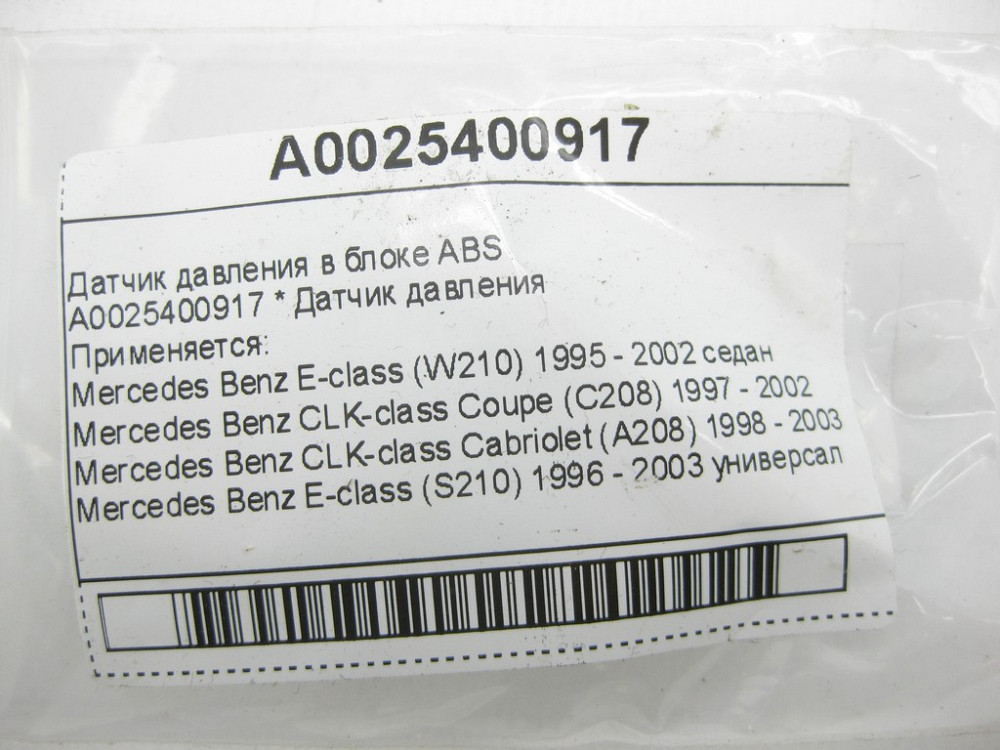 A0025400917
Датчик давления в блоке ABS
A0025400917 * Датчик давления
Применяется:
Mercedes Benz E-class (W210) 1995 - 2002 седан
Mercedes Benz CLK-class Coupe (C208) 1997 - 2002
Mercedes Benz CLK-class Cabriolet (A208) 1998 - 2003
Mercedes Benz E-class (S210) 1996 - 2003 универсал